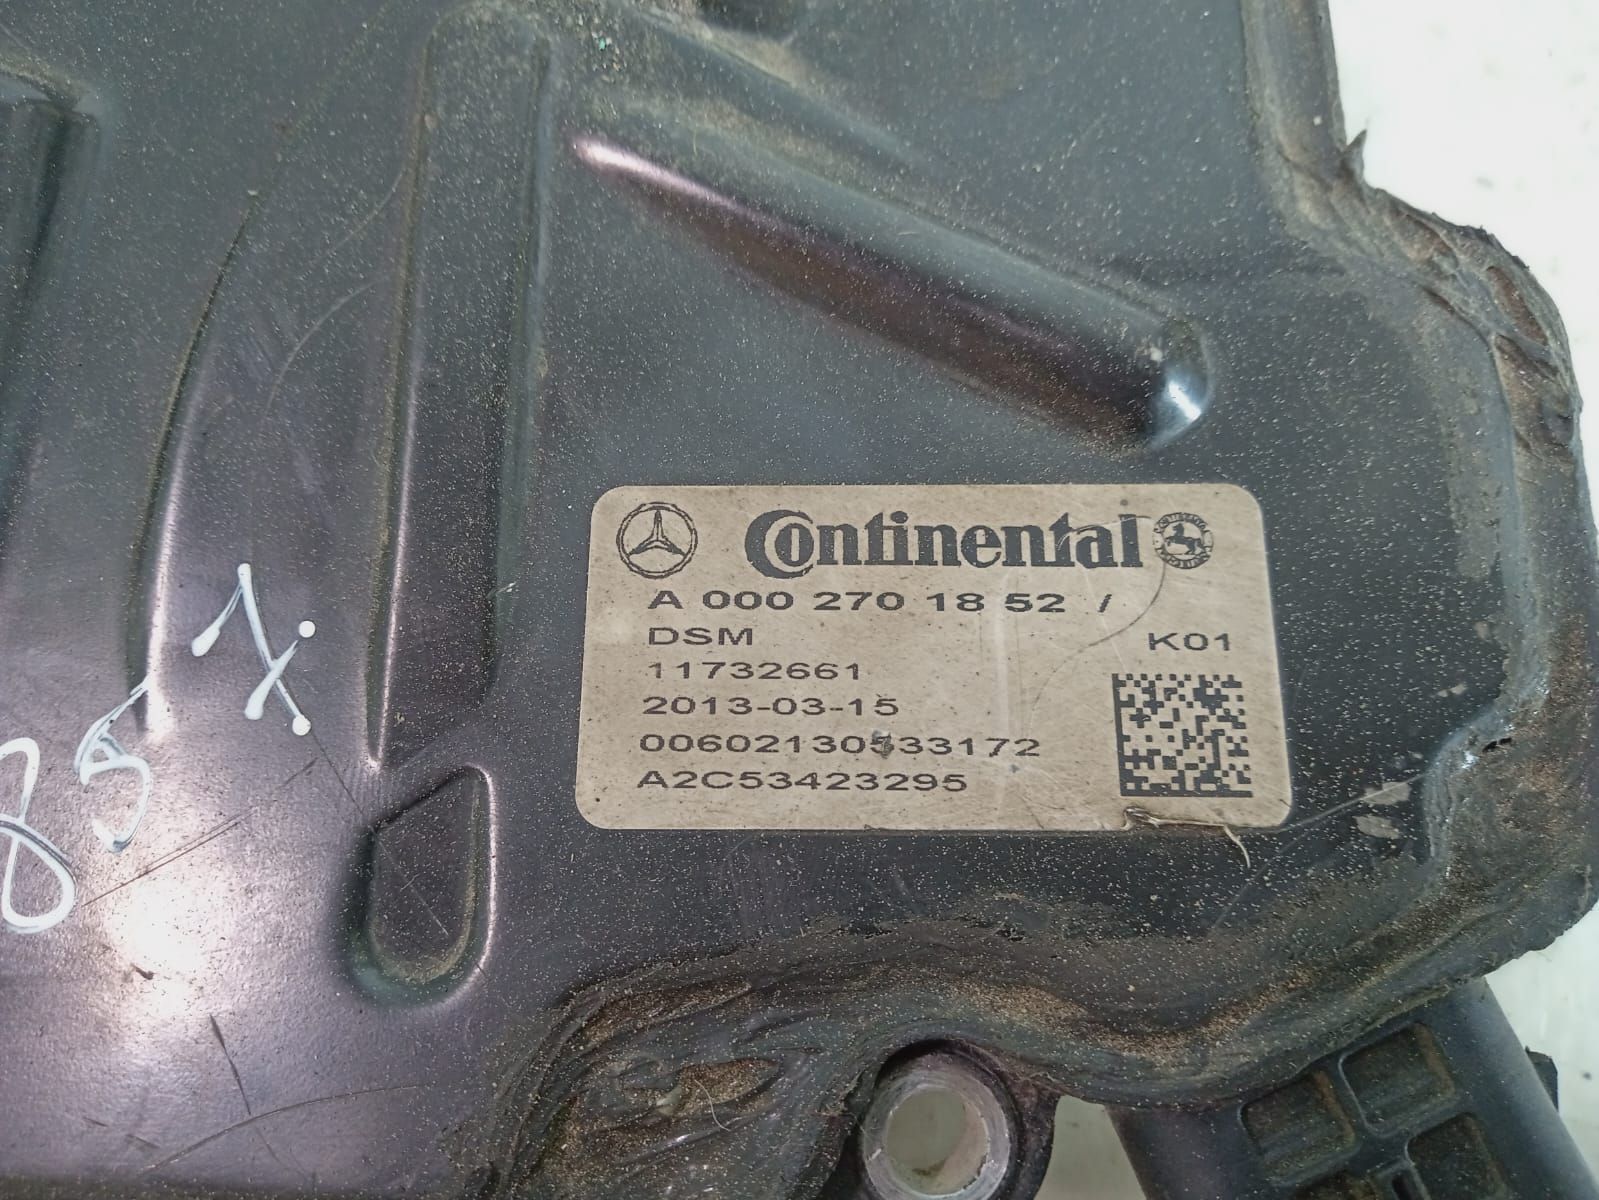 Continental
A 000 270 18 52 /
DSM
K01
11732661
2013-03-15
00602130533172
A2C53423295